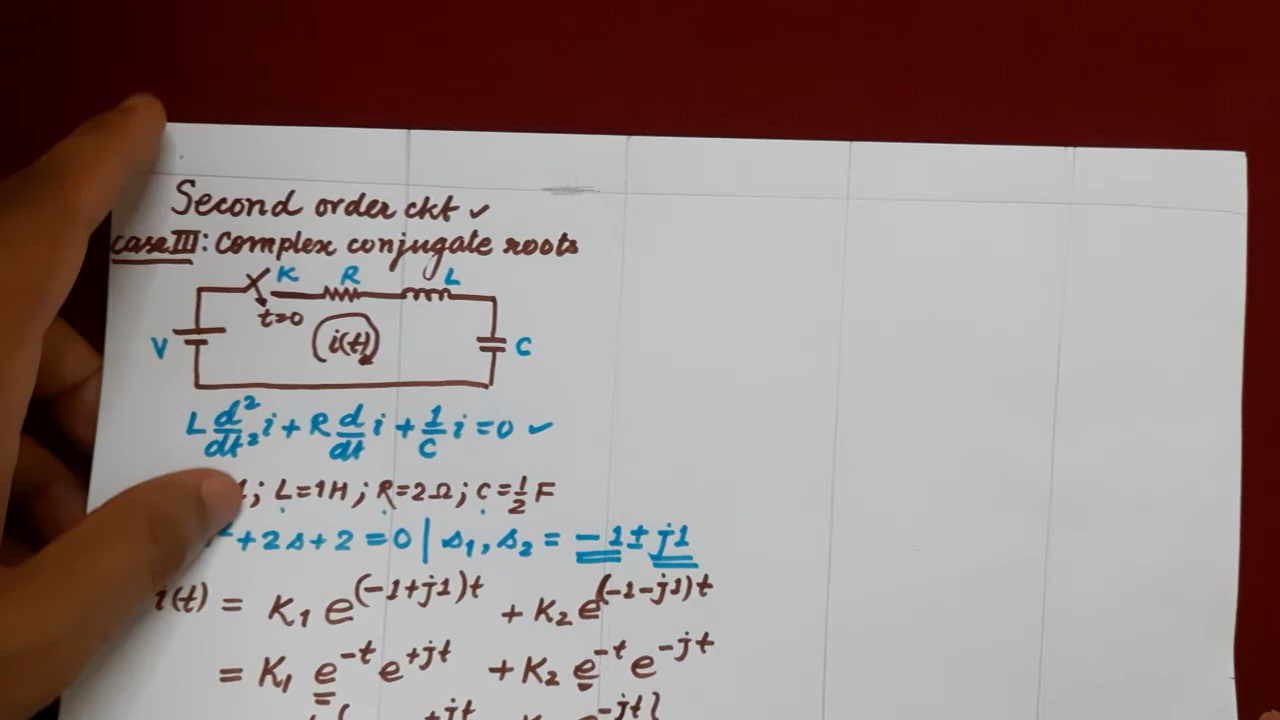 Second order ckt ✓
case III: Complex conjugate roots
K R L
t=0
i(t)
V C
L d²/dt² i + R d/dt i + 1/C i = 0 ✓
; L=1H ; R=2Ω ; C=½F
² + 2s + 2 = 0 | s₁, s₂ = -1 ± j1
i(t) = K₁ e^(-1+j1)t + K₂ e^(-1-j1)t
= K₁ e^-t e^+jt + K₂ e^-t e^-jt